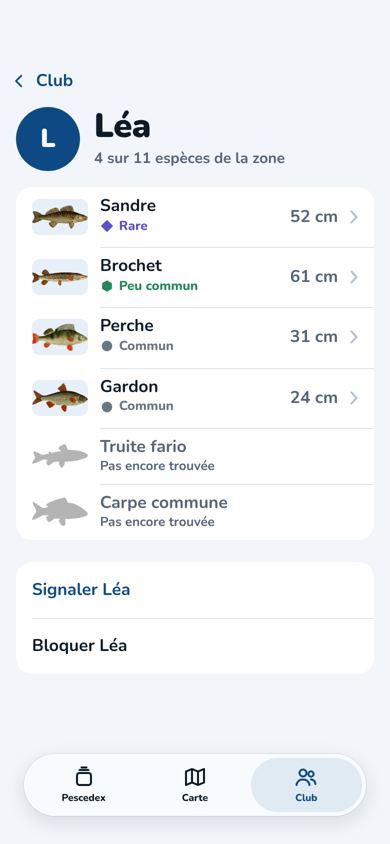 Club
L
Léa
4 sur 11 espèces de la zone
Sandre
Rare
52 cm
Brochet
Peu commun
61 cm
Perche
Commun
31 cm
Gardon
Commun
24 cm
Truite fario
Pas encore trouvée
Carpe commune
Pas encore trouvée
Signaler Léa
Bloquer Léa
Pescedex
Carte
Club